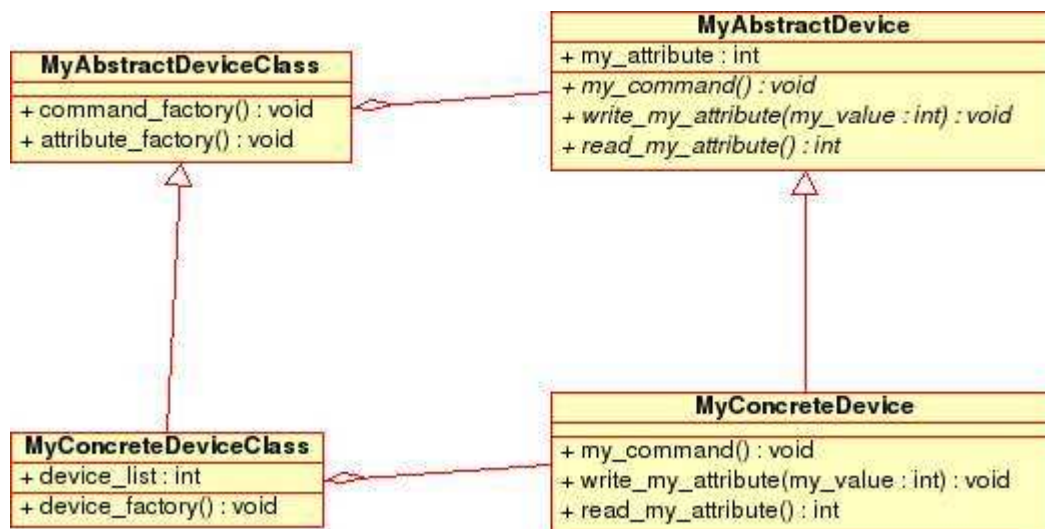 MyAbstractDeviceClass
+ command_factory() : void
+ attribute_factory() : void
MyAbstractDevice
+ my_attribute : int
+ my_command() : void
+ write_my_attribute(my_value : int) : void
+ read_my_attribute() : int
MyConcreteDeviceClass
+ device_list : int
+ device_factory() : void
MyConcreteDevice
+ my_command() : void
+ write_my_attribute(my_value : int) : void
+ read_my_attribute() : int